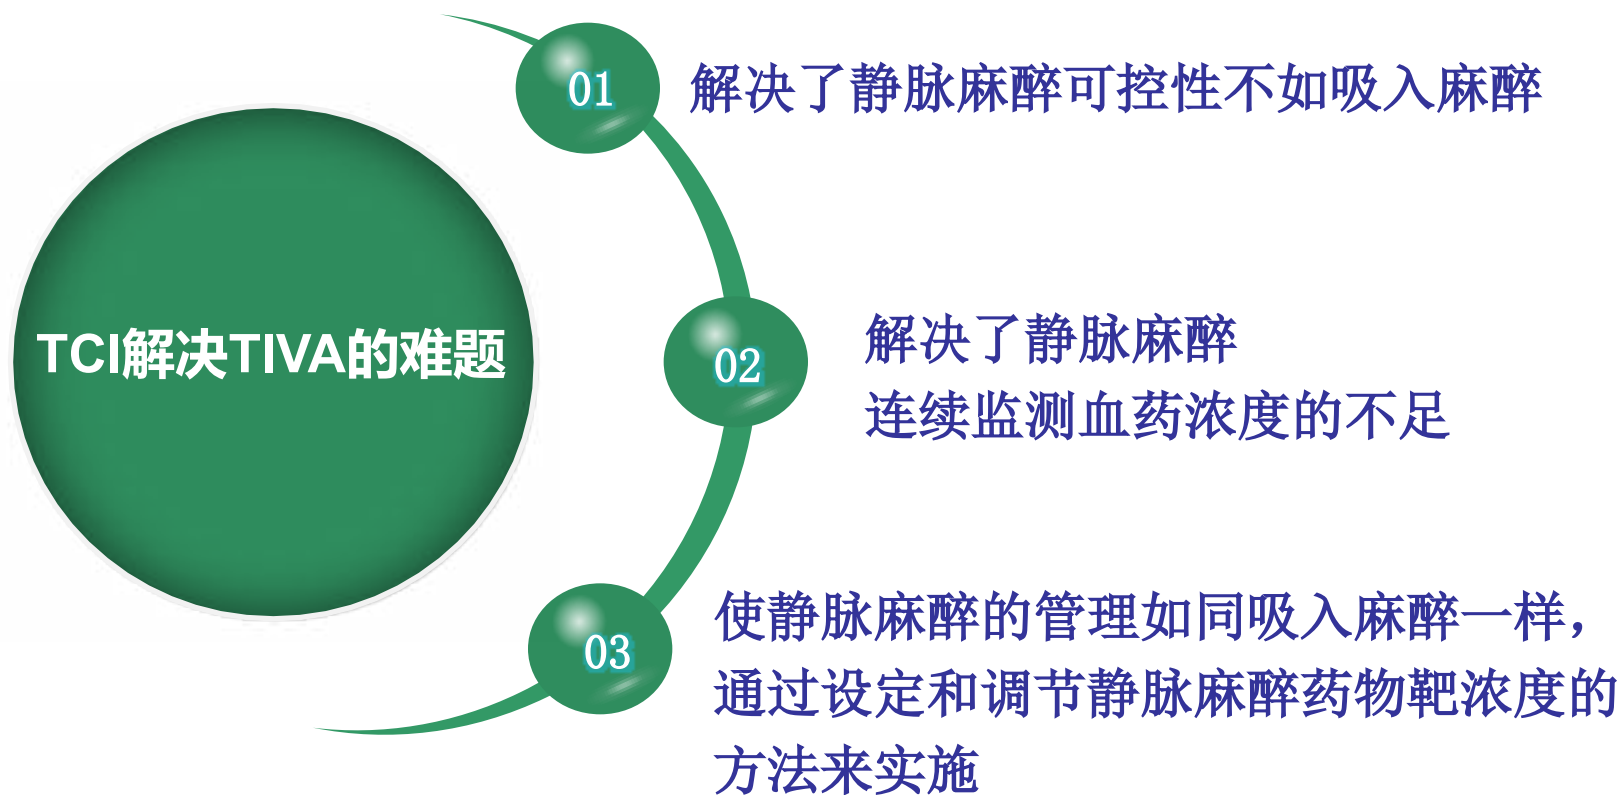 TCI解决TIVA的难题
01
解决了静脉麻醉可控性不如吸入麻醉
02
解决了静脉麻醉
连续监测血药浓度的不足
03
使静脉麻醉的管理如同吸入麻醉一样，
通过设定和调节静脉麻醉药物靶浓度的
方法来实施